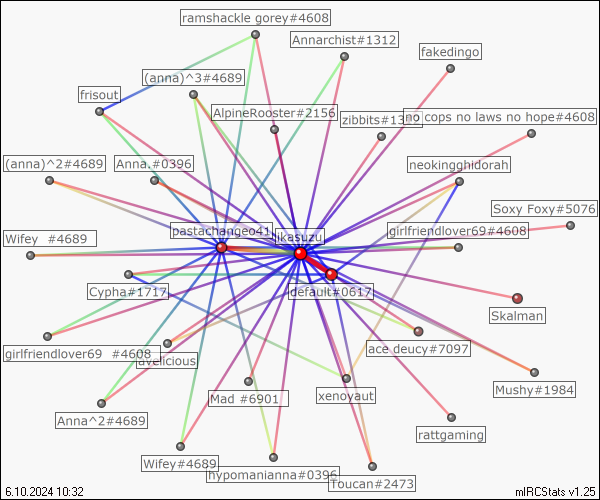 ramshackle gorey#4608
Annarchist#1312
fakedingo
(anna)^3#4689
frisout
AlpineRooster#2156
zibbits#13
no cops no laws no hope#4608
(anna)^2#4689
Anna.#0396
neokingghidorah
Soxy Foxy#5076
pastachangeo41
ikasuzu
girlfriendlover69#4608
Wifey #4689
Cypha#1717
default#0617
Skalman
girlfriendlover69 #4608
avelicious
ace deucy#7097
Mad #6901
xenoyaut
Mushy#1984
Anna^2#4689
rattgaming
Wifey#4689
hypomanianna#0396
Toucan#2473
6.10.2024 10:32
mIRCStats v1.25